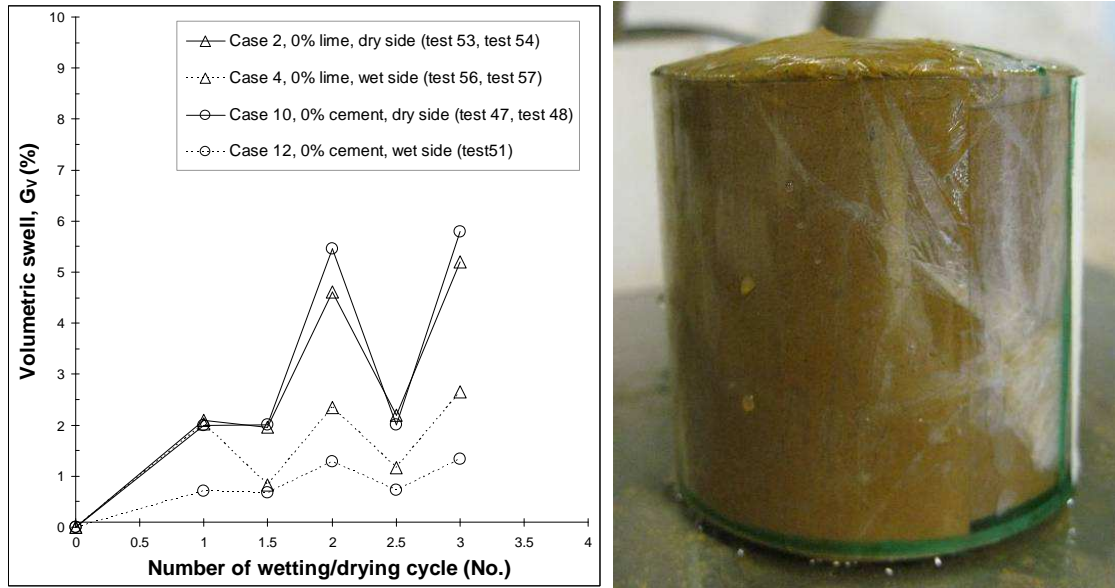 10
9
8
7
6
5
4
3
2
1
0
Volumetric swell, GV (%)
Case 2, 0% lime, dry side (test 53, test 54)
Case 4, 0% lime, wet side (test 56, test 57)
Case 10, 0% cement, dry side (test 47, test 48)
Case 12, 0% cement, wet side (test51)
0 0.5 1 1.5 2 2.5 3 3.5 4
Number of wetting/drying cycle (No.)